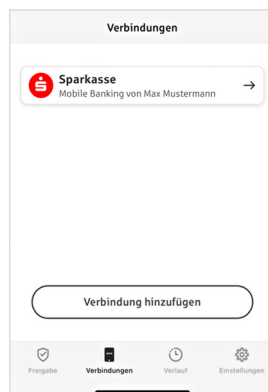 Verbindungen
Sparkasse
Mobile Banking von Max Mustermann
Verbindung hinzufügen
Freigabe
Verbindungen
Verlauf
Einstellungen